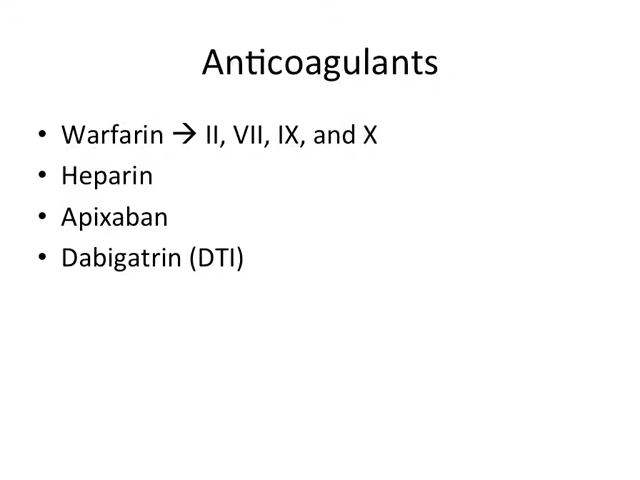 Anticoagulants
• Warfarin → II, VII, IX, and X
• Heparin
• Apixaban
• Dabigatrin (DTI)